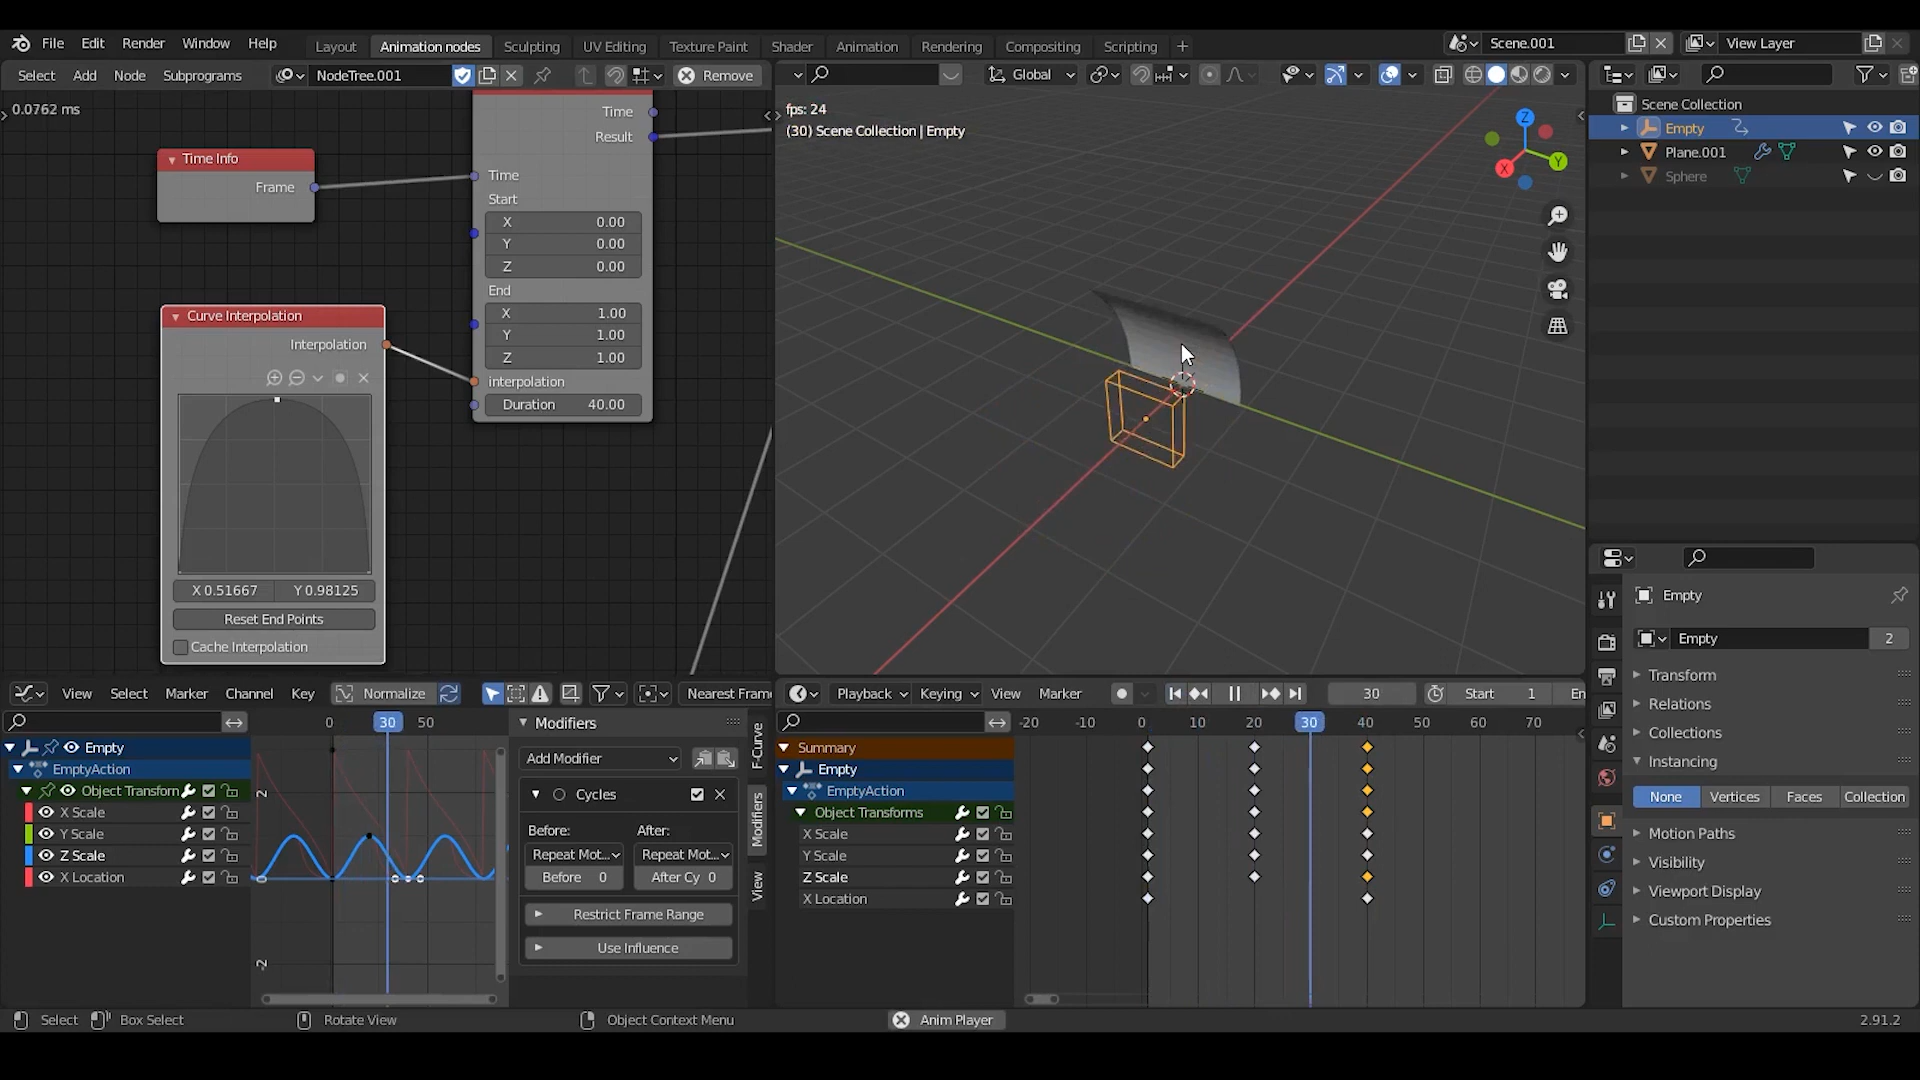 File Edit Render Window Help Layout Animation nodes Sculpting UV Editing Texture Paint Shader Animation Rendering Compositing Scripting + Scene.001 View Layer
Select Add Node Subprograms NodeTree.001 Remove Global
0.0762 ms
fps: 24
(30) Scene Collection | Empty
Time
Result
Time Info
Frame
Time
Start
X 0.00
Y 0.00
Z 0.00
End
X 1.00
Y 1.00
Z 1.00
interpolation
Duration 40.00
Curve Interpolation
Interpolation
X 0.51667 Y 0.98125
Reset End Points
Cache Interpolation
Z
Y
X
Scene Collection
Empty
Plane.001
Sphere
Empty
Empty 2
Transform
Relations
Collections
Instancing
None Vertices Faces Collection
Motion Paths
Visibility
Viewport Display
Custom Properties
View Select Marker Channel Key Normalize Nearest Frame
0 30 50
Empty
EmptyAction
Object Transform
X Scale
Y Scale
Z Scale
X Location
2
-2
Modifiers
Add Modifier
Cycles
Before: After:
Repeat Mot... Repeat Mot...
Before 0 After Cy 0
Restrict Frame Range
Use Influence
F-Curve
Modifiers
View
Playback Keying View Marker 30 Start 1 En
-20 -10 0 10 20 30 40 50 60 70
Summary
Empty
EmptyAction
Object Transforms
X Scale
Y Scale
Z Scale
X Location
Select Box Select Rotate View Object Context Menu Anim Player 2.91.2